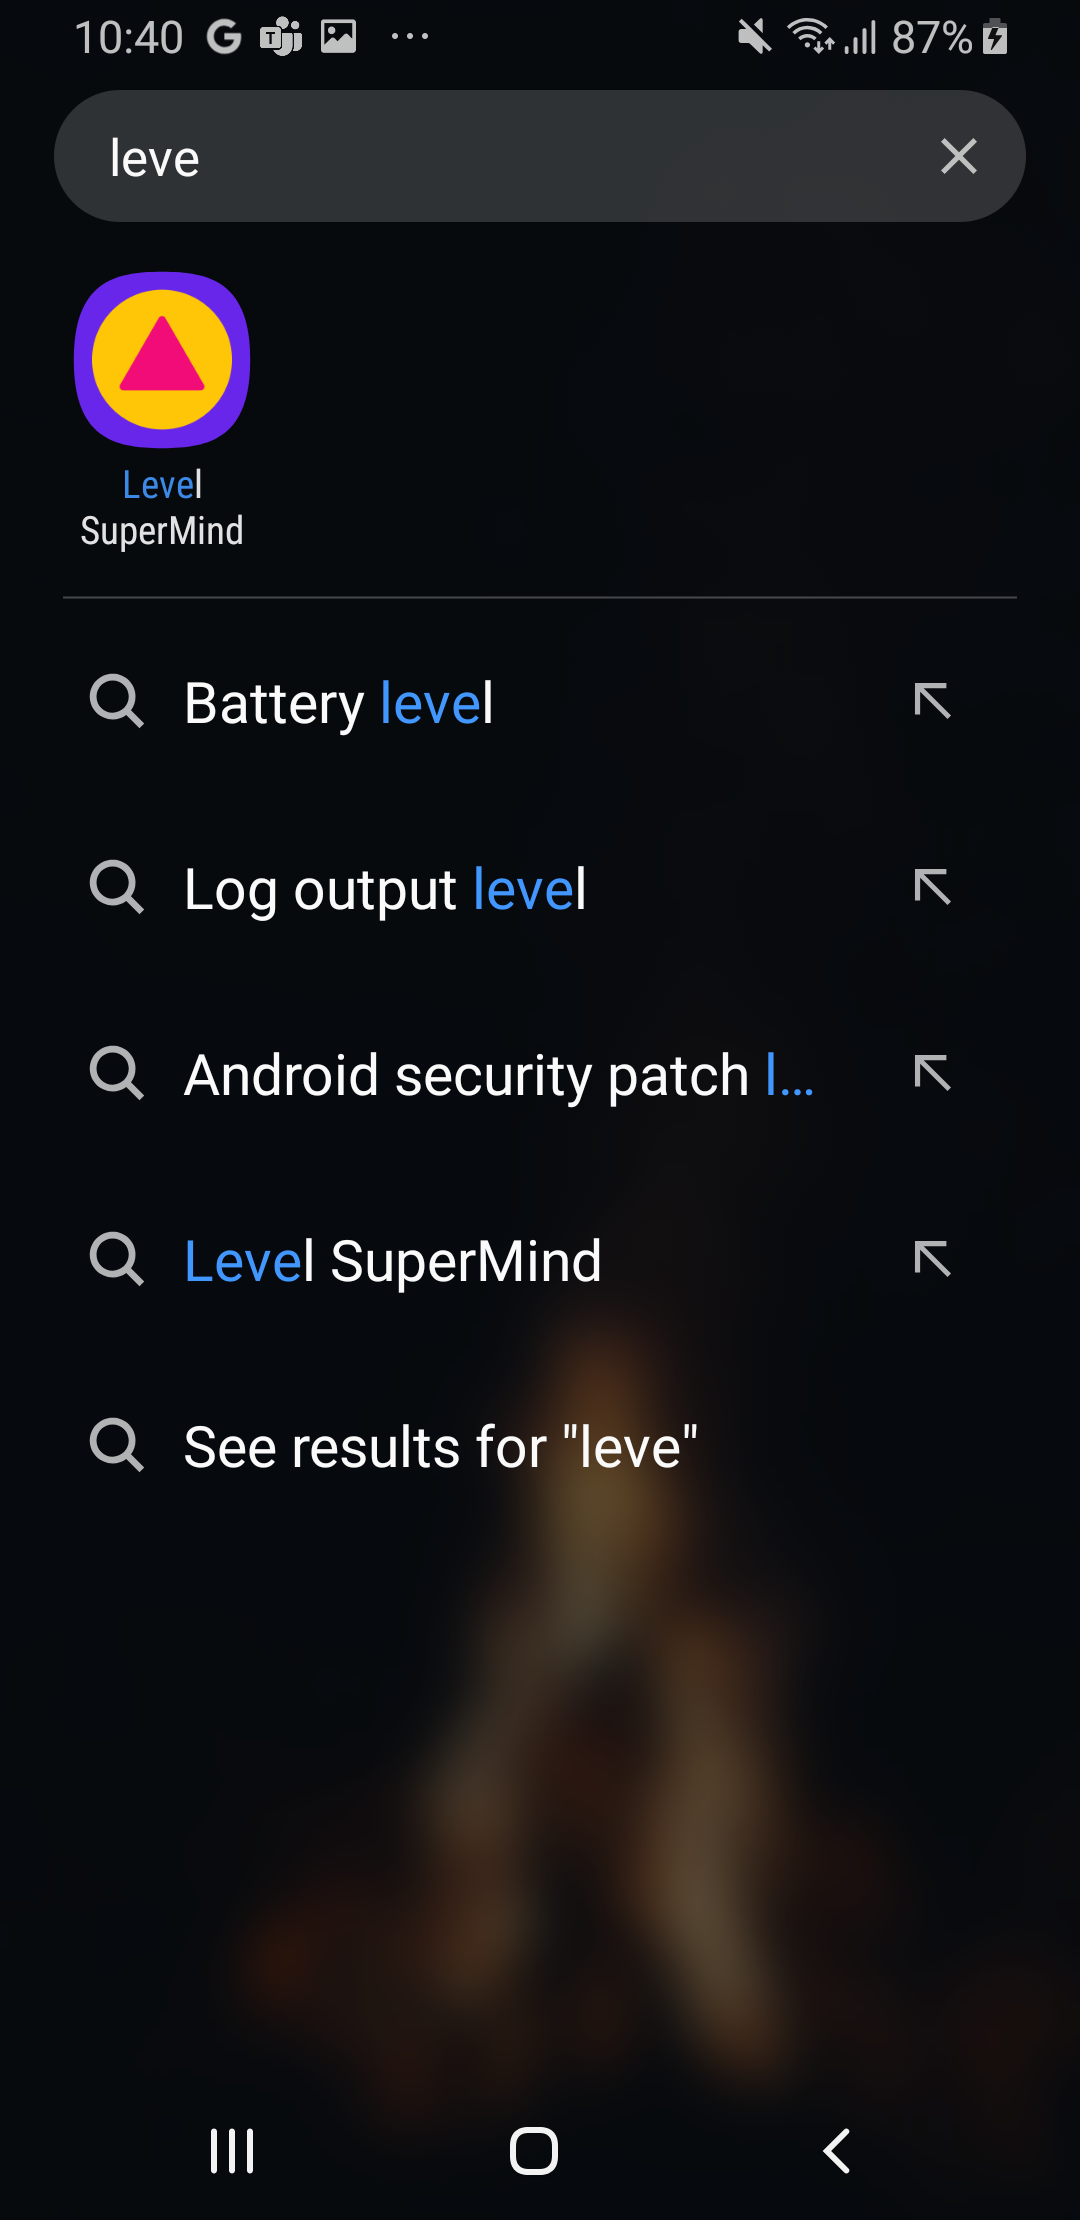 10:40 G T ... 87%
leve
Level
SuperMind
Battery level
Log output level
Android security patch l...
Level SuperMind
See results for "leve"